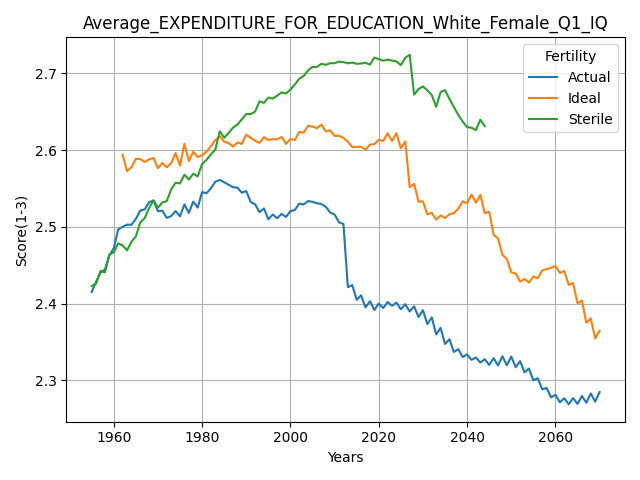 Average_EXPENDITURE_FOR_EDUCATION_White_Female_Q1_IQ
Fertility
Actual
Ideal
Sterile
Score(1-3)
2.7
2.6
2.5
2.4
2.3
1960 1980 2000 2020 2040 2060
Years